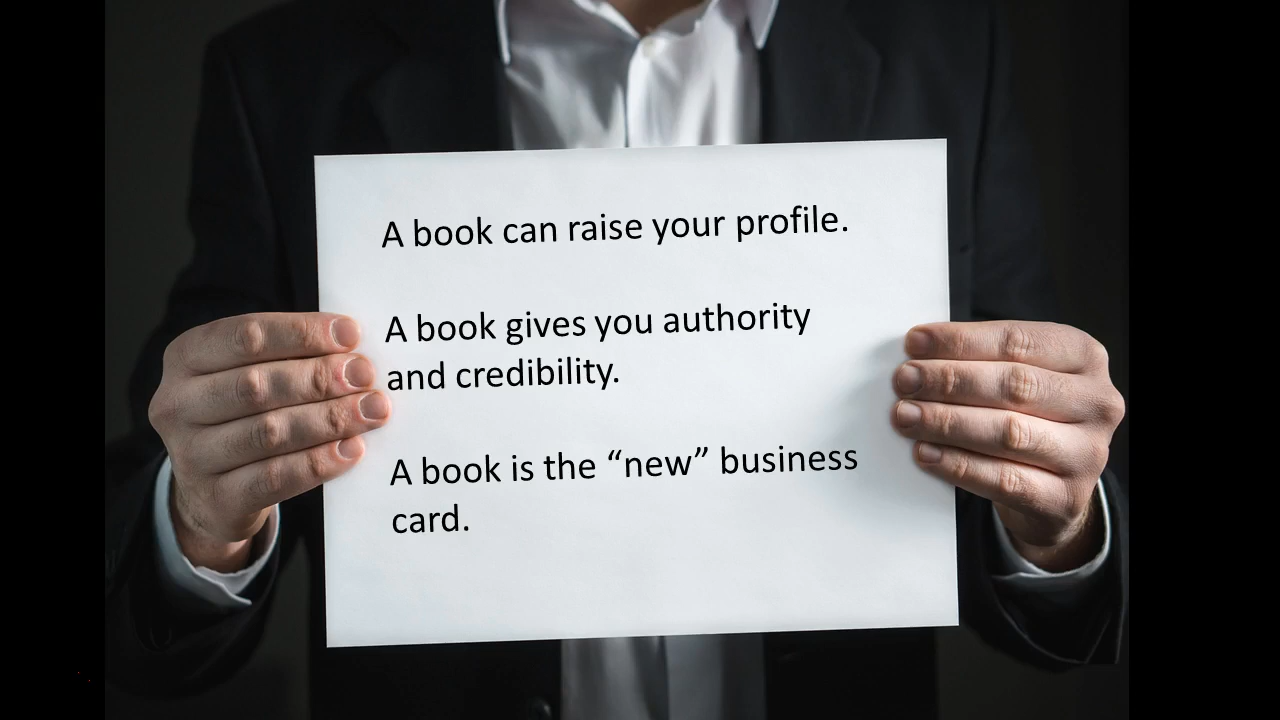 A book can raise your profile.
A book gives you authority
and credibility.
A book is the “new” business
card.